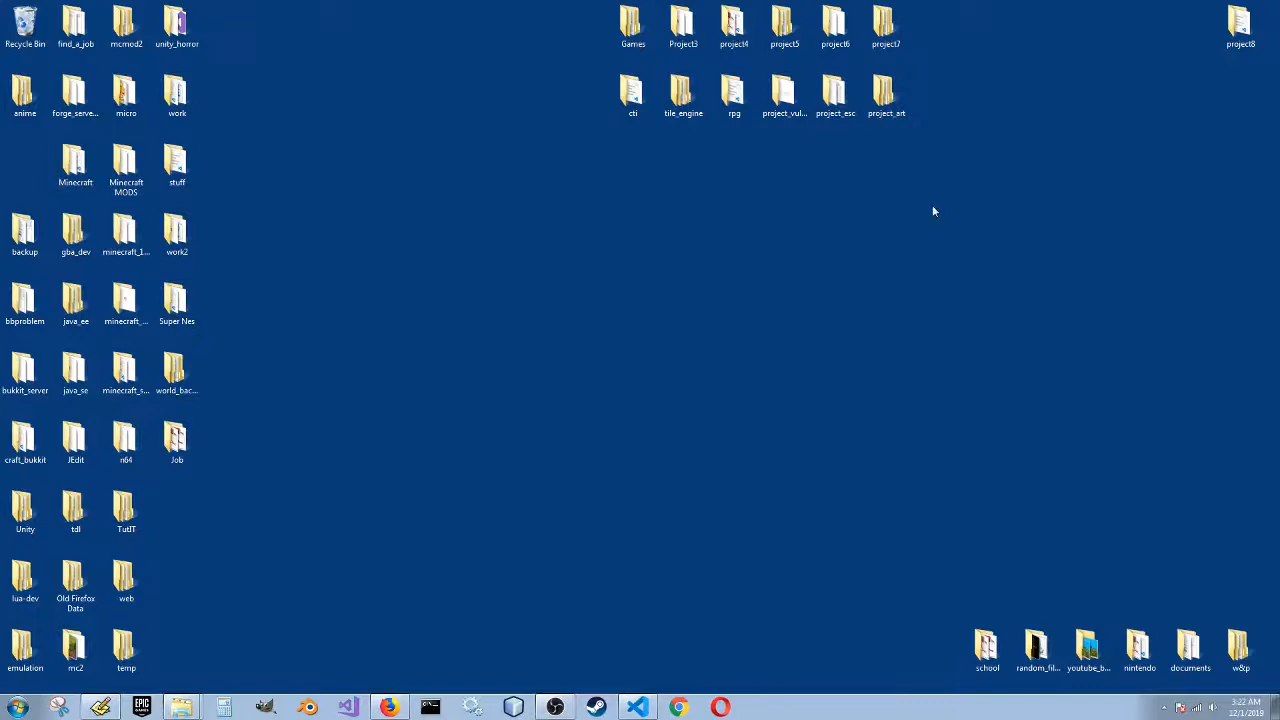 Recycle Bin find_a_job mcmod2 unity_horror Games Project3 project4 project5 project6 project7 project8
anime forge_serve... micro work cti tile_engine rpg project_vul... project_esc project_art
Minecraft Minecraft MODS stuff
backup gba_dev minecraft_1... work2
bbproblem java_ee minecraft_... Super Nes
bukkit_server java_se minecraft_s... world_bac...
craft_bukkit JEdit n64 Job
Unity tdl TutIT
lua-dev Old Firefox Data web
emulation mc2 temp school random_fil... youtube_b... nintendo documents w&tp
EPIC GAMES
3:22 AM
12/1/2019